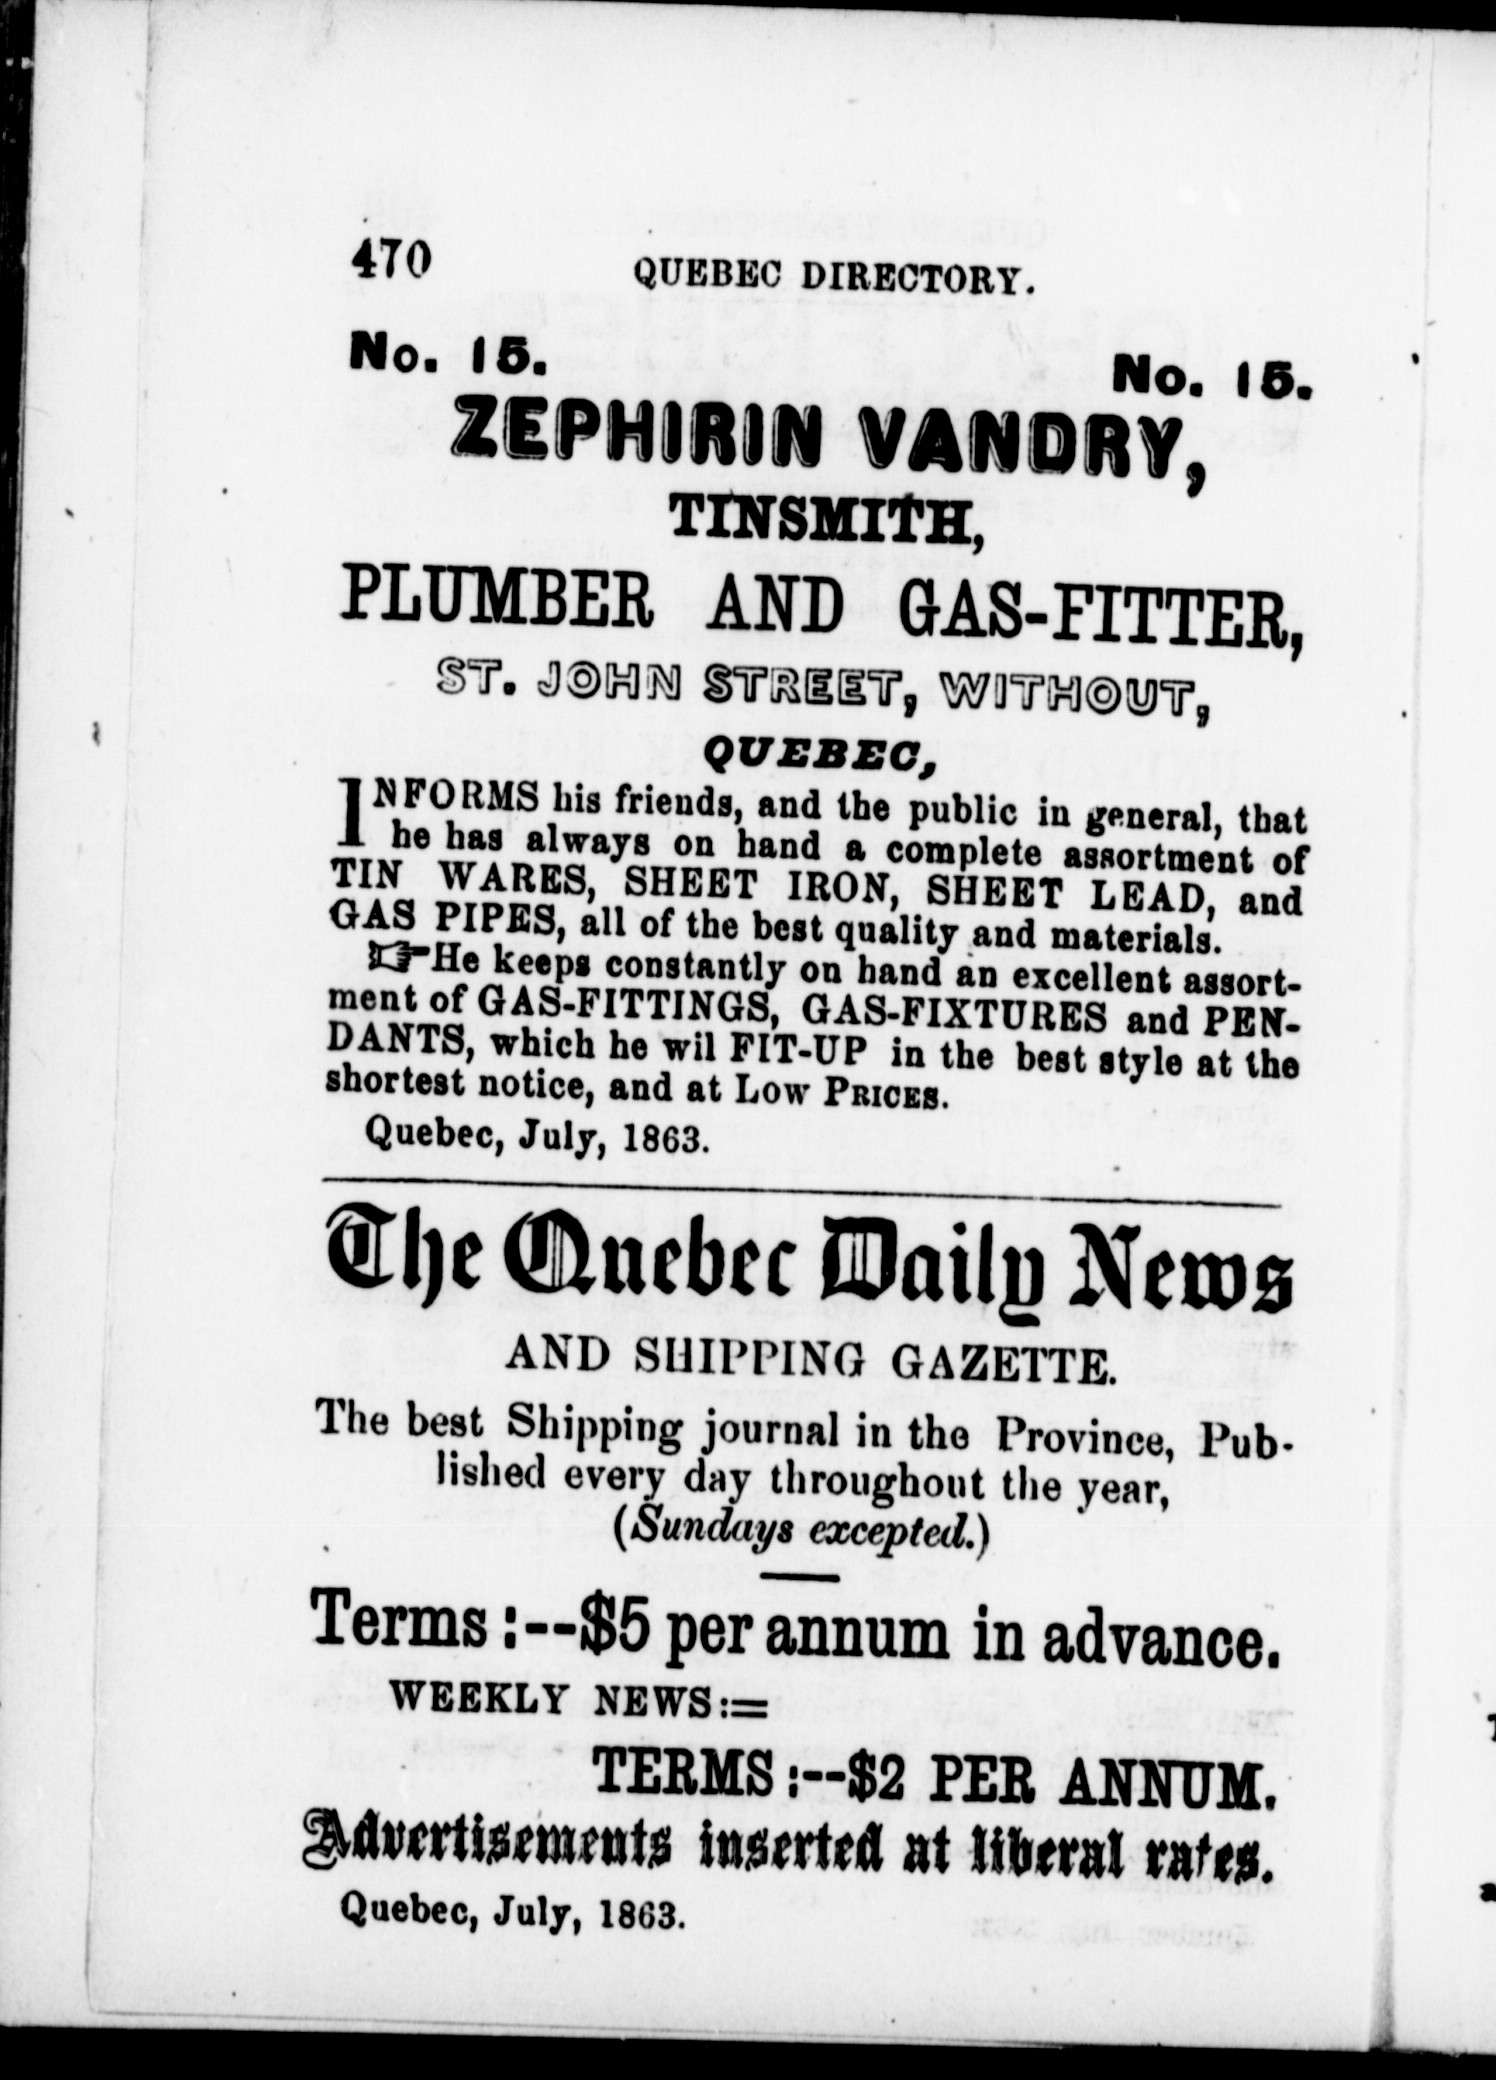 470 QUEBEC DIRECTORY.
No. 15. No. 15.
ZEPHIRIN VANDRY,
TINSMITH,
PLUMBER AND GAS-FITTER,
ST. JOHN STREET, WITHOUT,
QUEBEC,
INFORMS his friends, and the public in general, that
he has always on hand a complete assortment of
TIN WARES, SHEET IRON, SHEET LEAD, and
GAS PIPES, all of the best quality and materials.
☞He keeps constantly on hand an excellent assort-
ment of GAS-FITTINGS, GAS-FIXTURES and PEN-
DANTS, which he wil FIT-UP in the best style at the
shortest notice, and at LOW PRICES.
Quebec, July, 1863.
The Quebec Daily News
AND SHIPPING GAZETTE.
The best Shipping journal in the Province, Pub-
lished every day throughout the year,
(Sundays excepted.)
Terms :--$5 per annum in advance.
WEEKLY NEWS:=
TERMS :--$2 PER ANNUM.
Advertisements inserted at liberal rates.
Quebec, July, 1863.